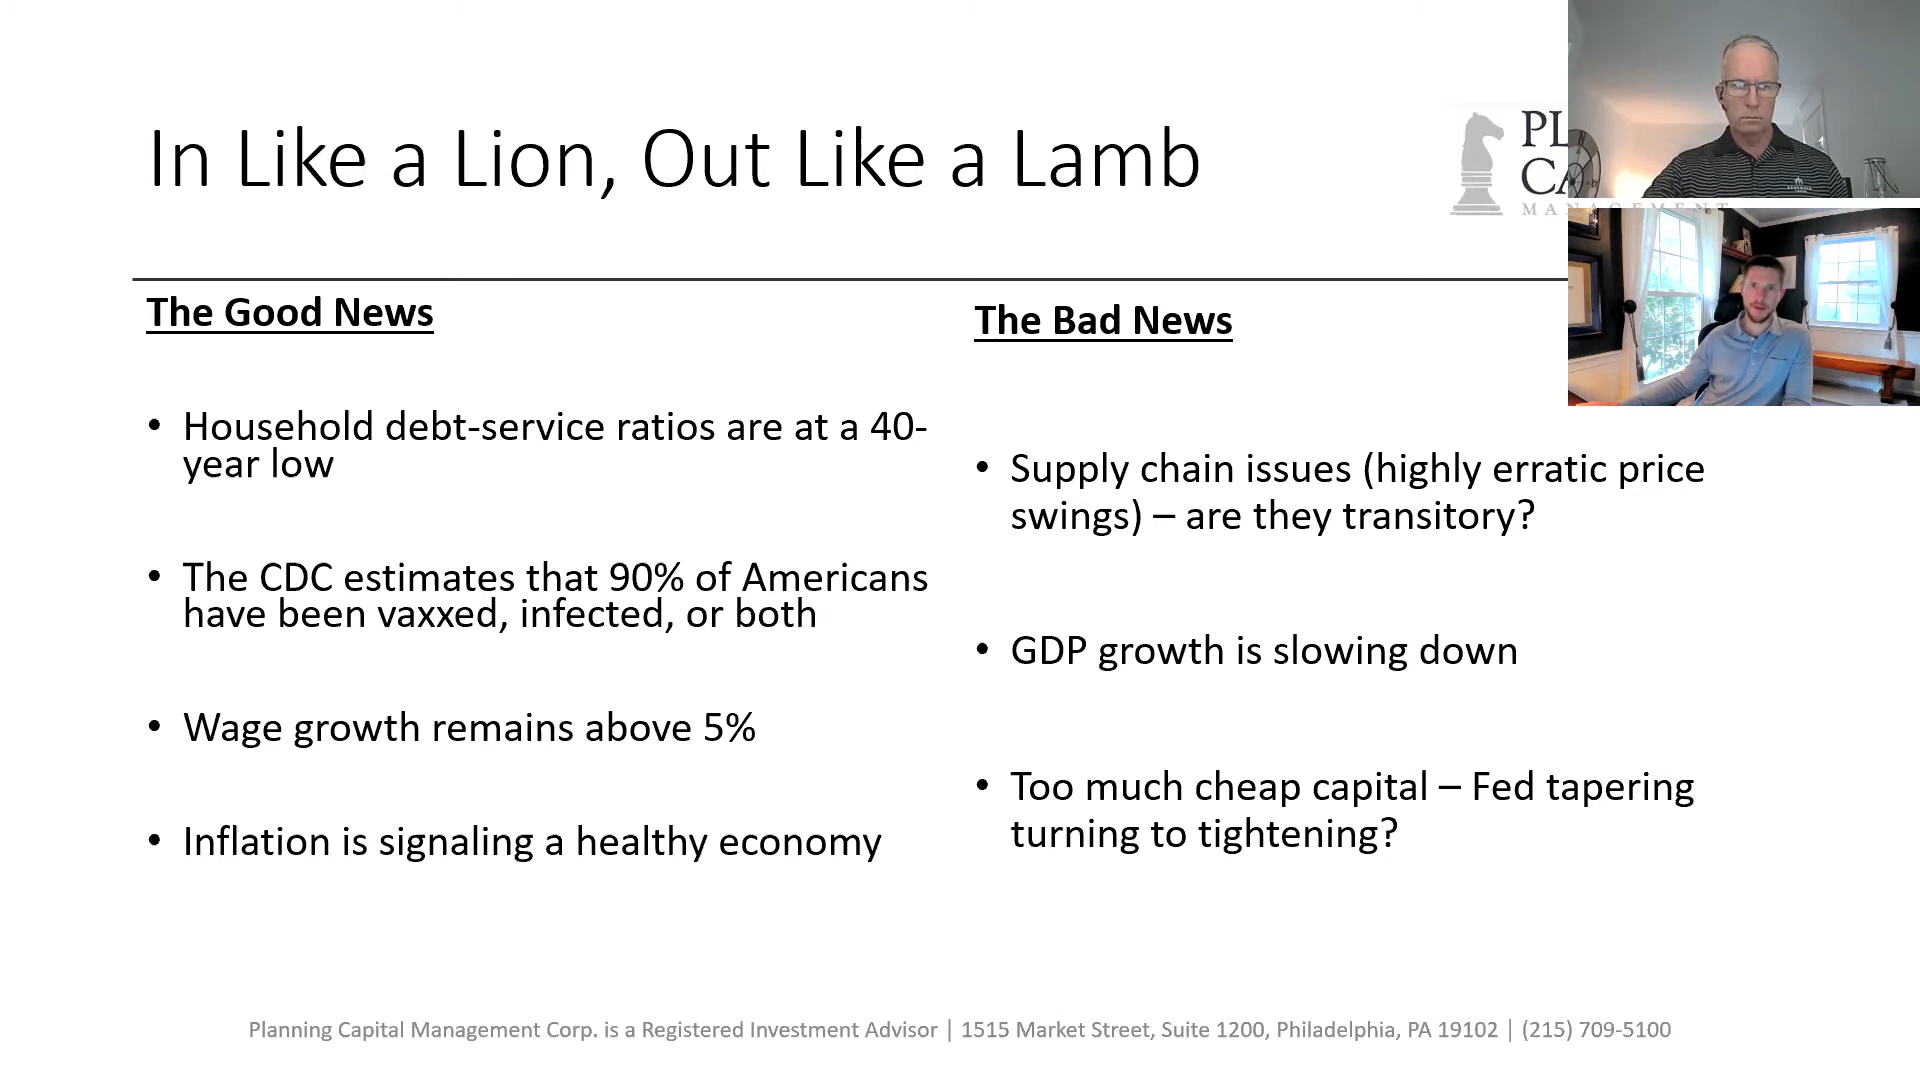 In Like a Lion, Out Like a Lamb
PL
CA
MANAGEMENT
The Good News
• Household debt-service ratios are at a 40-
year low
• The CDC estimates that 90% of Americans
have been vaxxed, infected, or both
• Wage growth remains above 5%
• Inflation is signaling a healthy economy
The Bad News
• Supply chain issues (highly erratic price
swings) – are they transitory?
• GDP growth is slowing down
• Too much cheap capital – Fed tapering
turning to tightening?
Planning Capital Management Corp. is a Registered Investment Advisor | 1515 Market Street, Suite 1200, Philadelphia, PA 19102 | (215) 709-5100